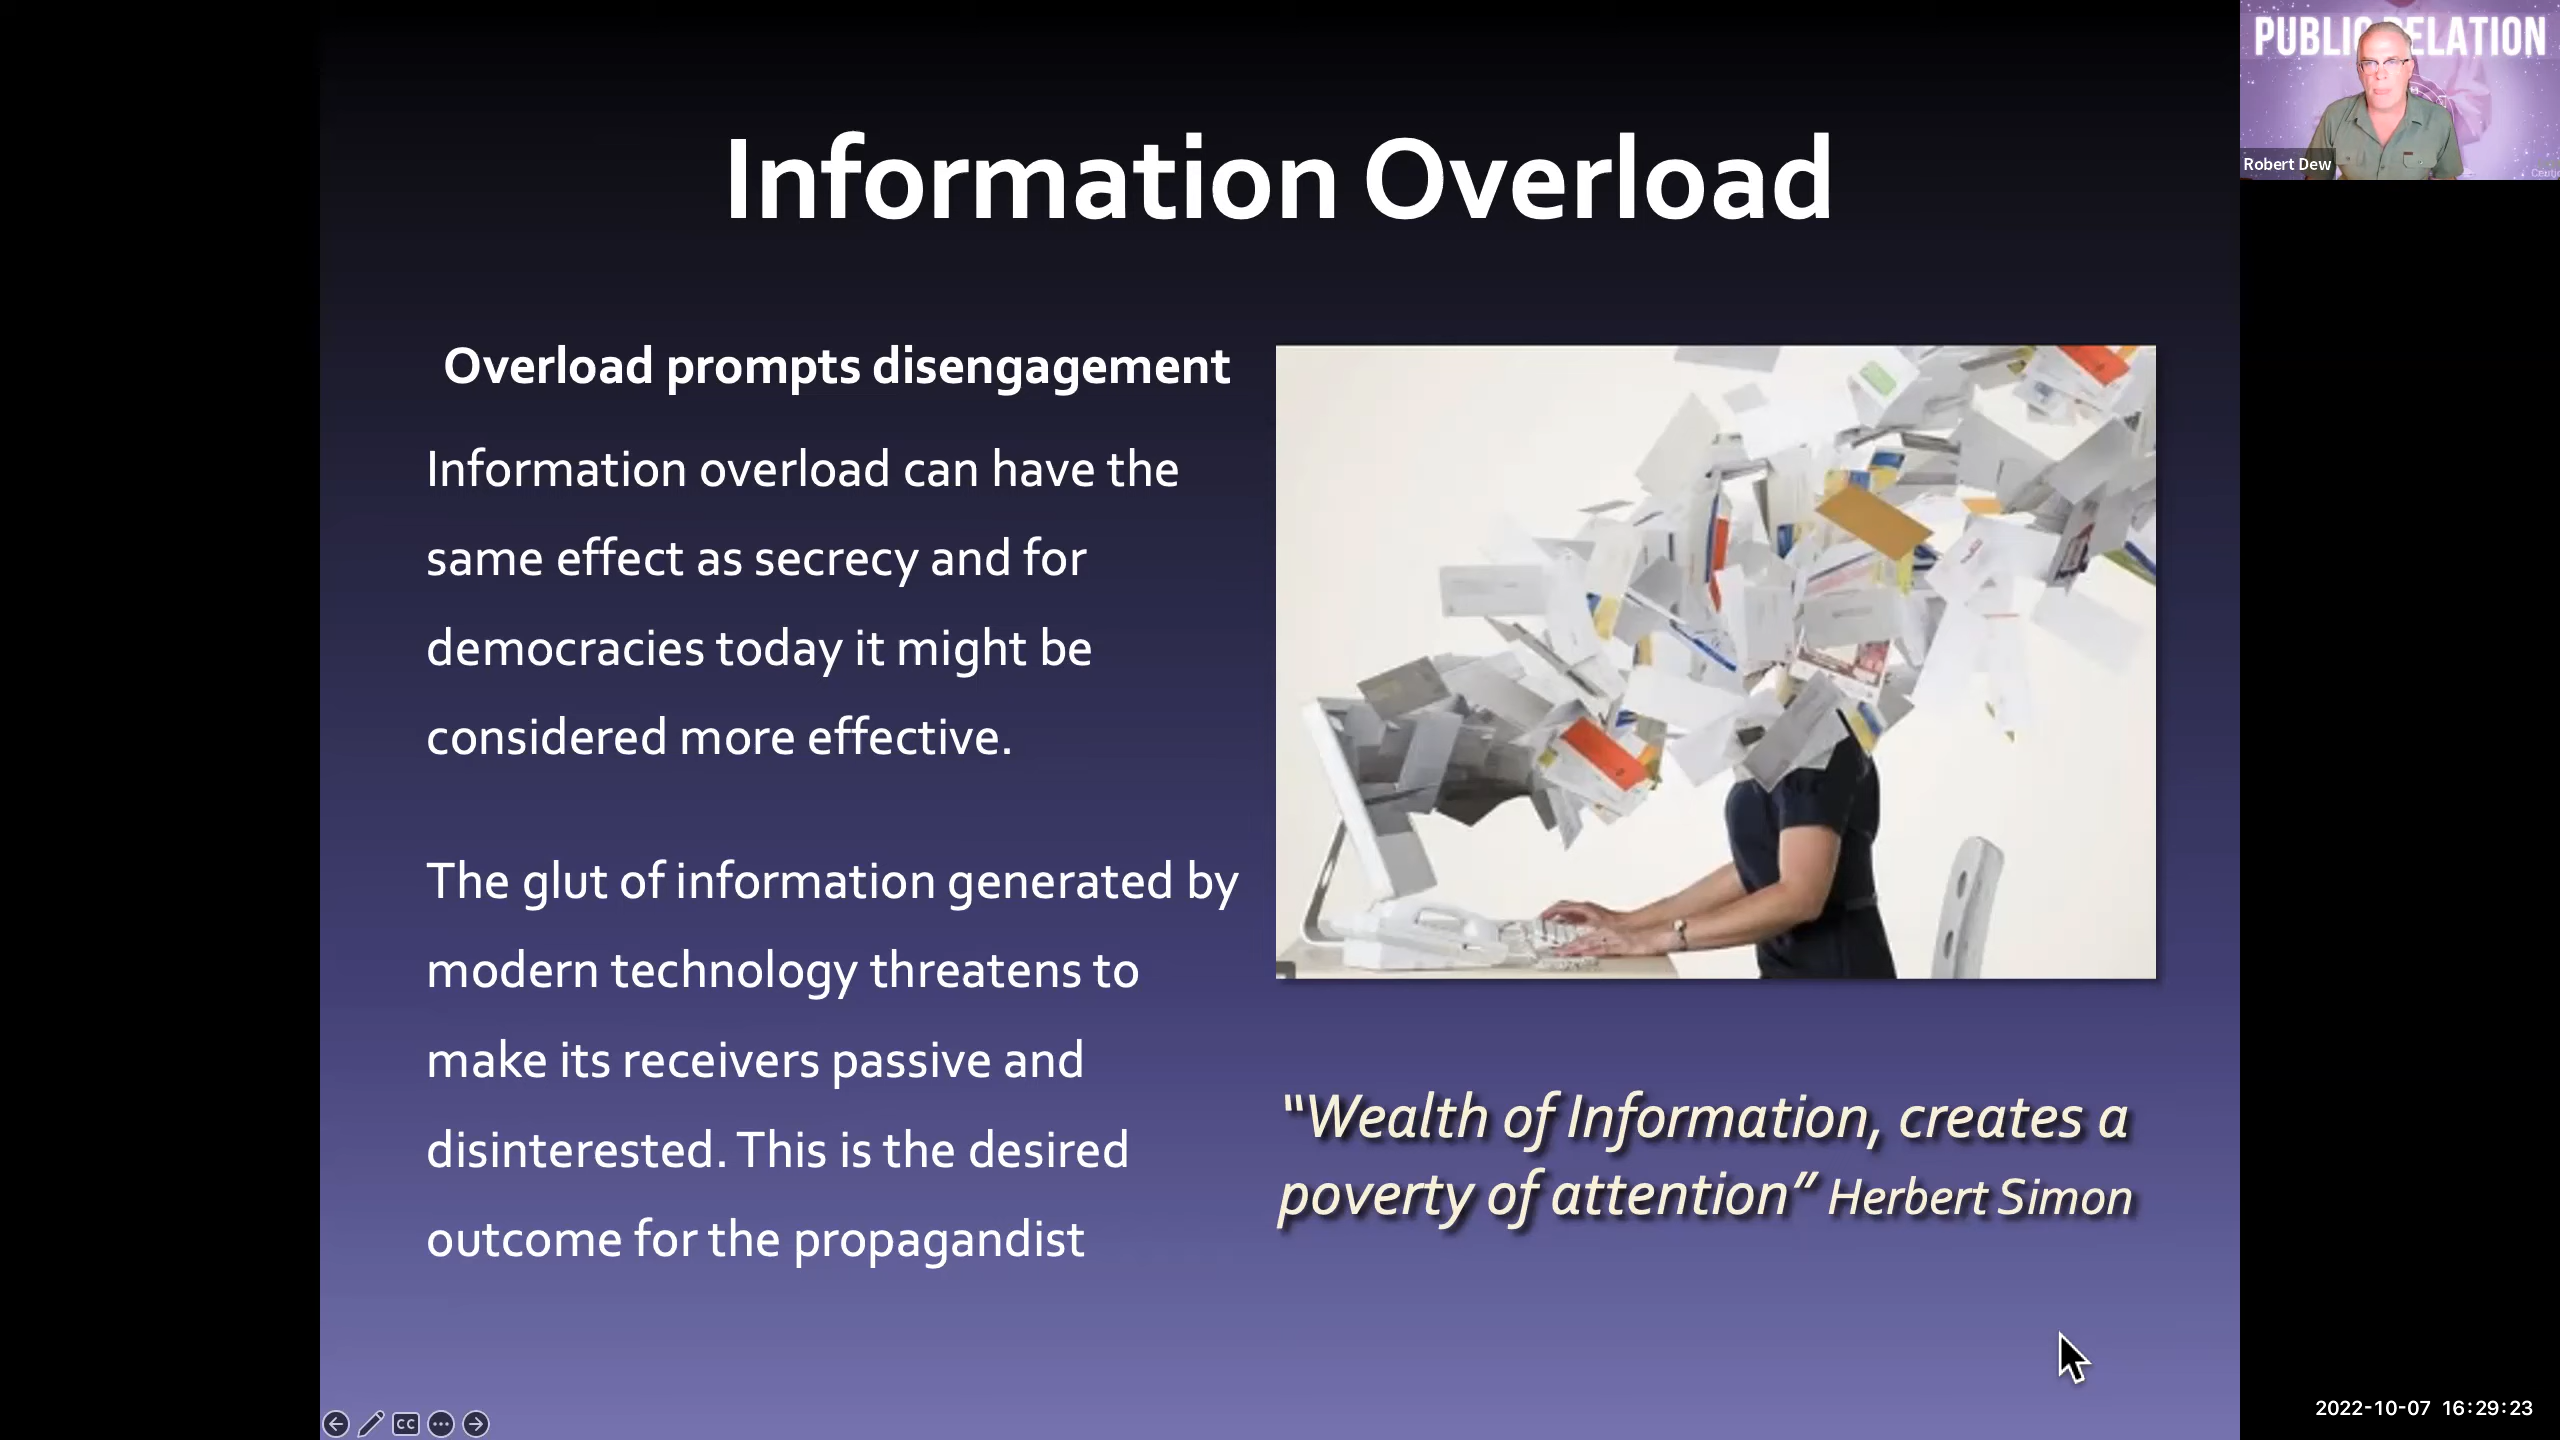 PUBLIC RELATION
Robert Dew
Information Overload
Overload prompts disengagement
Information overload can have the
same effect as secrecy and for
democracies today it might be
considered more effective.
The glut of information generated by
modern technology threatens to
make its receivers passive and
disinterested. This is the desired
outcome for the propagandist
“Wealth of Information, creates a
poverty of attention” Herbert Simon
CC
2022-10-07 16:29:23